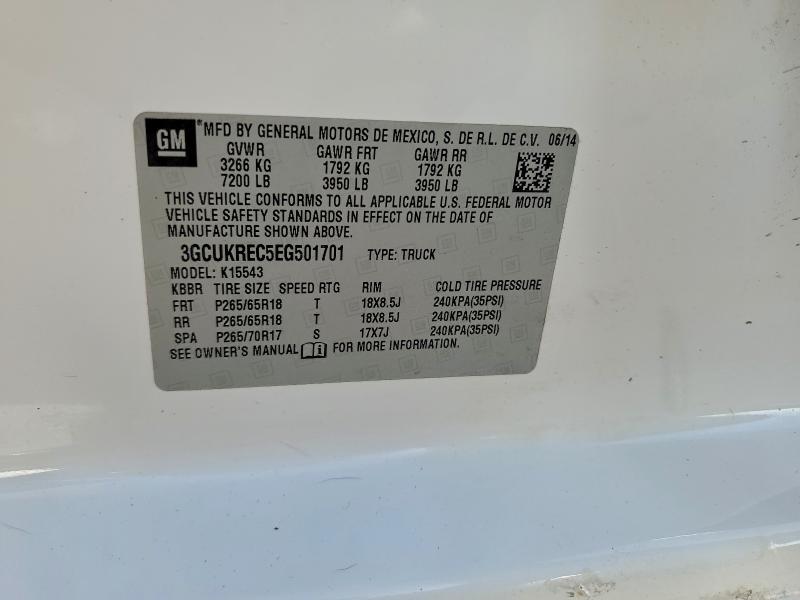 GM *MFD BY GENERAL MOTORS DE MEXICO, S. DE R.L. DE C.V. 06/14
GVWR GAWR FRT GAWR RR
3266 KG 1792 KG 1792 KG
7200 LB 3950 LB 3950 LB
THIS VEHICLE CONFORMS TO ALL APPLICABLE U.S. FEDERAL MOTOR
VEHICLE SAFETY STANDARDS IN EFFECT ON THE DATE OF
MANUFACTURE SHOWN ABOVE.
3GCUKREC5EG501701 TYPE: TRUCK
MODEL: K15543
KBBR TIRE SIZE SPEED RTG RIM COLD TIRE PRESSURE
FRT P265/65R18 T 18X8.5J 240KPA(35PSI)
RR P265/65R18 T 18X8.5J 240KPA(35PSI)
SPA P265/70R17 S 17X7J 240KPA(35PSI)
SEE OWNER'S MANUAL FOR MORE INFORMATION.